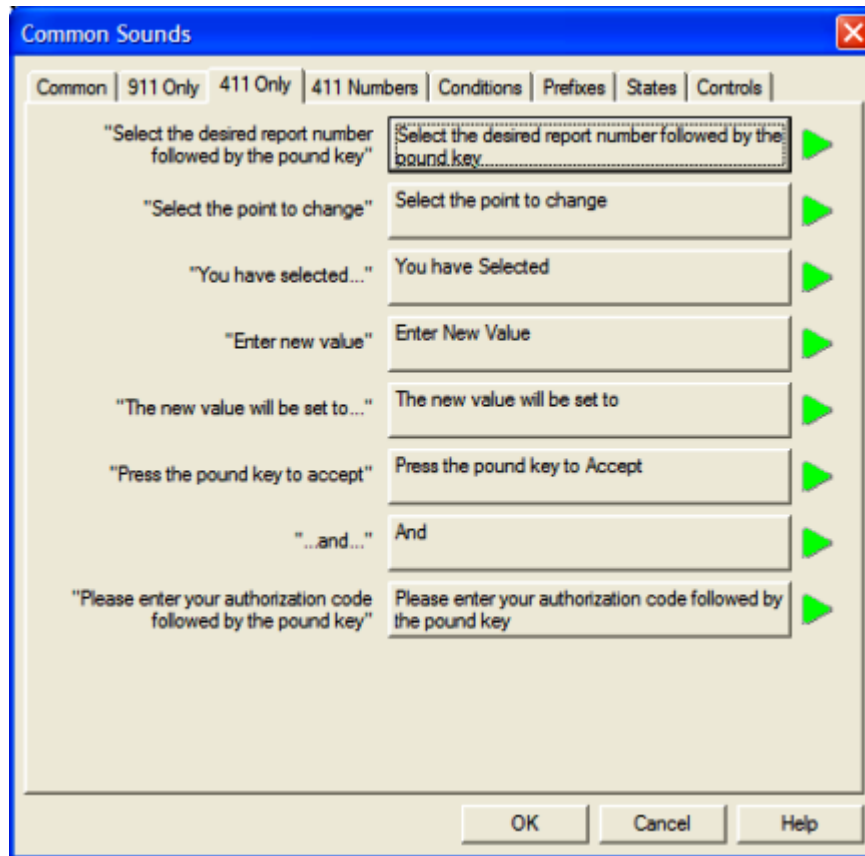 Common Sounds
Common 911 Only 411 Only 411 Numbers Conditions Prefixes States Controls
"Select the desired report number
followed by the pound key"
Select the desired report number followed by the
pound key
"Select the point to change"
Select the point to change
"You have selected..."
You have Selected
"Enter new value"
Enter New Value
"The new value will be set to..."
The new value will be set to
"Press the pound key to accept"
Press the pound key to Accept
"...and..."
And
"Please enter your authorization code
followed by the pound key"
Please enter your authorization code followed by
the pound key
OK Cancel Help